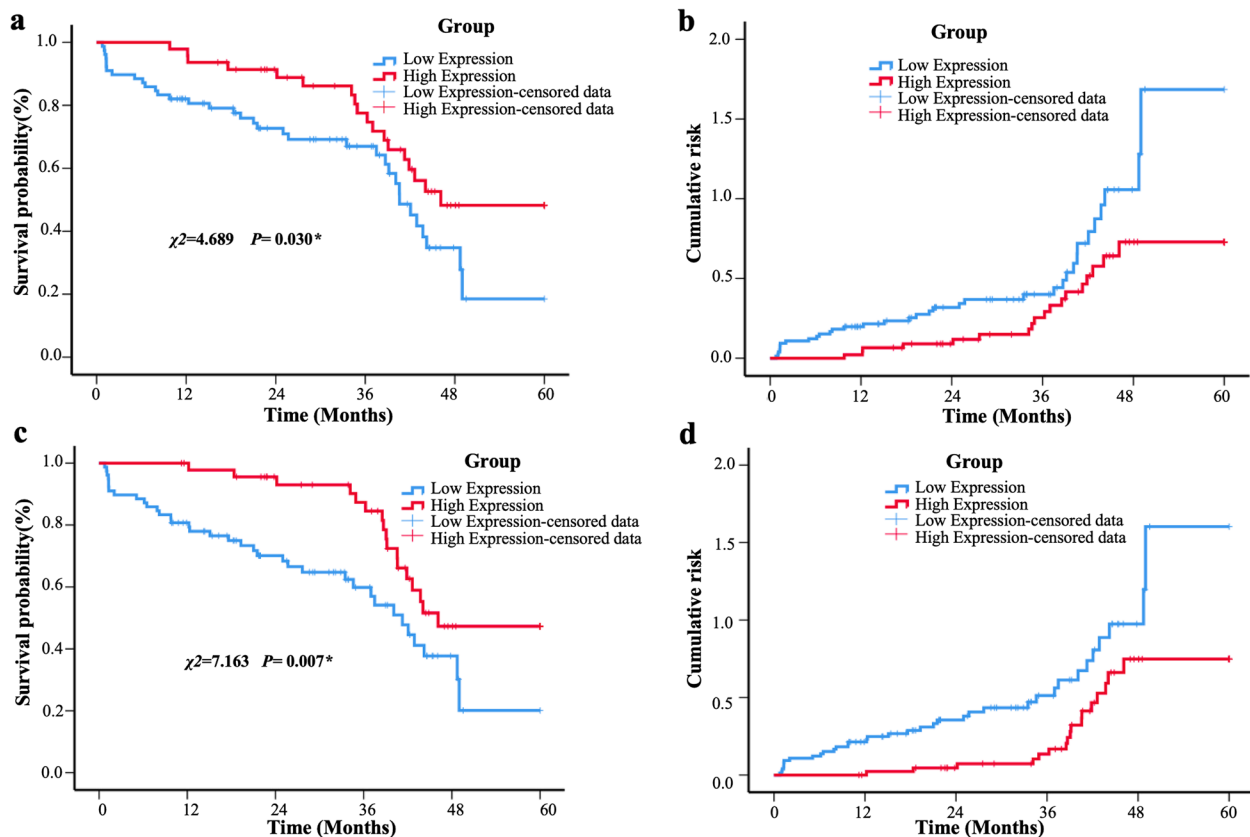 a
Group
Low Expression
High Expression
Low Expression-censored data
High Expression-censored data
Survival probability(%)
1.0
0.8
0.6
0.4
0.2
0.0
χ2=4.689 P= 0.030*
0 12 24 36 48 60
Time (Months)
b
Group
Low Expression
High Expression
Low Expression-censored data
High Expression-censored data
Cumulative risk
2.0
1.5
1.0
0.5
0.0
0 12 24 36 48 60
Time (Months)
c
Group
Low Expression
High Expression
Low Expression-censored data
High Expression-censored data
Survival probability(%)
1.0
0.8
0.6
0.4
0.2
0.0
χ2=7.163 P= 0.007*
0 12 24 36 48 60
Time (Months)
d
Group
Low Expression
High Expression
Low Expression-censored data
High Expression-censored data
Cumulative risk
2.0
1.5
1.0
0.5
0.0
0 12 24 36 48 60
Time (Months)